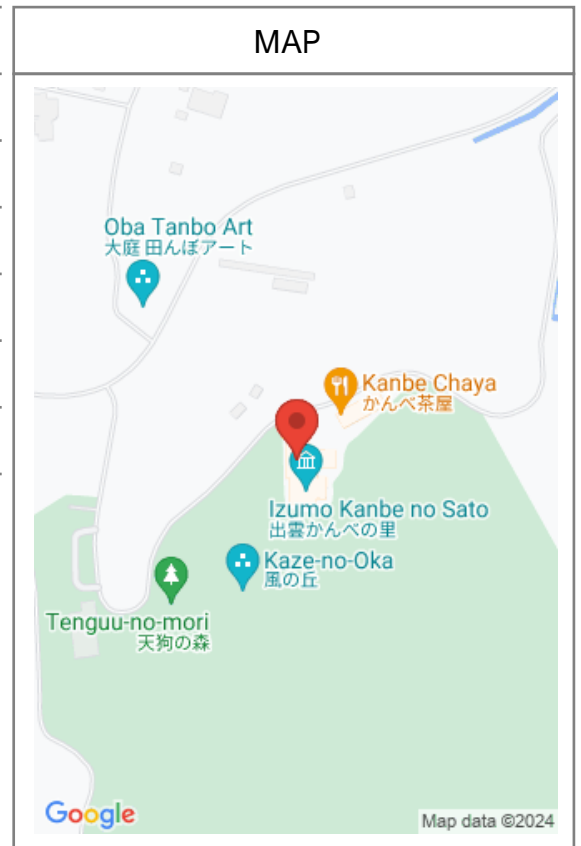 MAP
Oba Tanbo Art
大庭 田んぼアート
Kanbe Chaya
かんべ茶屋
Izumo Kanbe no Sato
出雲かんべの里
Kaze-no-Oka
風の丘
Tenguu-no-mori
天狗の森
Google
Map data ©2024